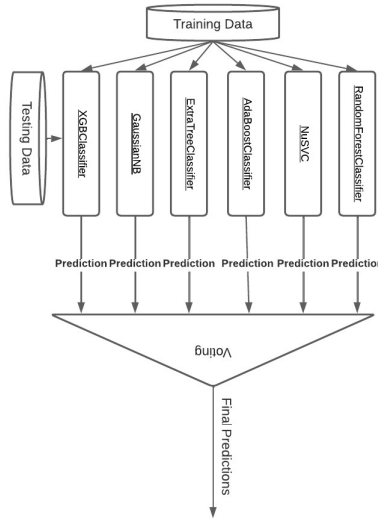 Training Data
Testing Data
XGBClassifier
GaussianNB
ExtraTreeClassifier
AdaBoostClassifier
NuSVC
RandomForestClassifier
Prediction Prediction Prediction Prediction Prediction Prediction
Voting
Final Predictions